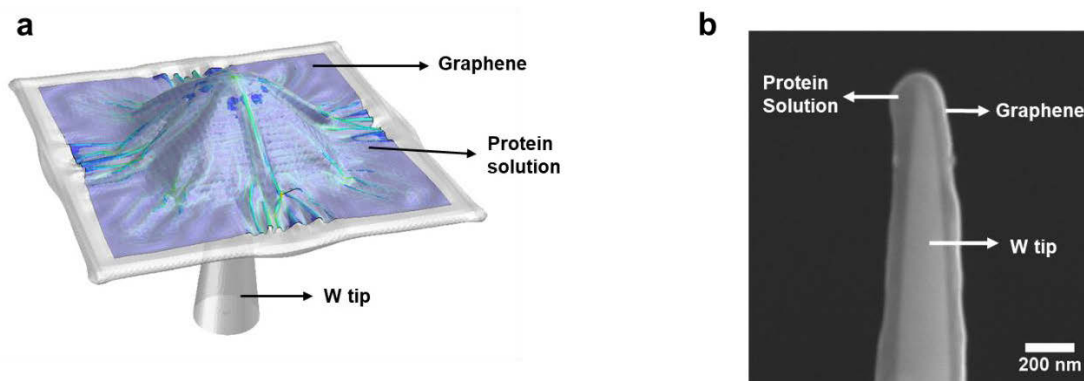 a
Graphene
Protein
solution
W tip
b
Protein
Solution
Graphene
W tip
200 nm